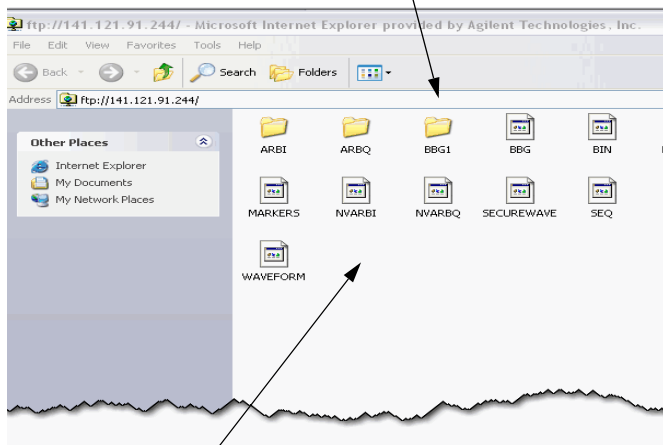 ftp://141.121.91.244/ - Microsoft Internet Explorer provided by Agilent Technologies, Inc.
File Edit View Favorites Tools Help
Back Search Folders
Address ftp://141.121.91.244/
Other Places
Internet Explorer
My Documents
My Network Places
ARBI ARBQ BBG1 BBG BIN
MARKERS NVARBI NVARBQ SECUREWAVE SEQ
WAVEFORM